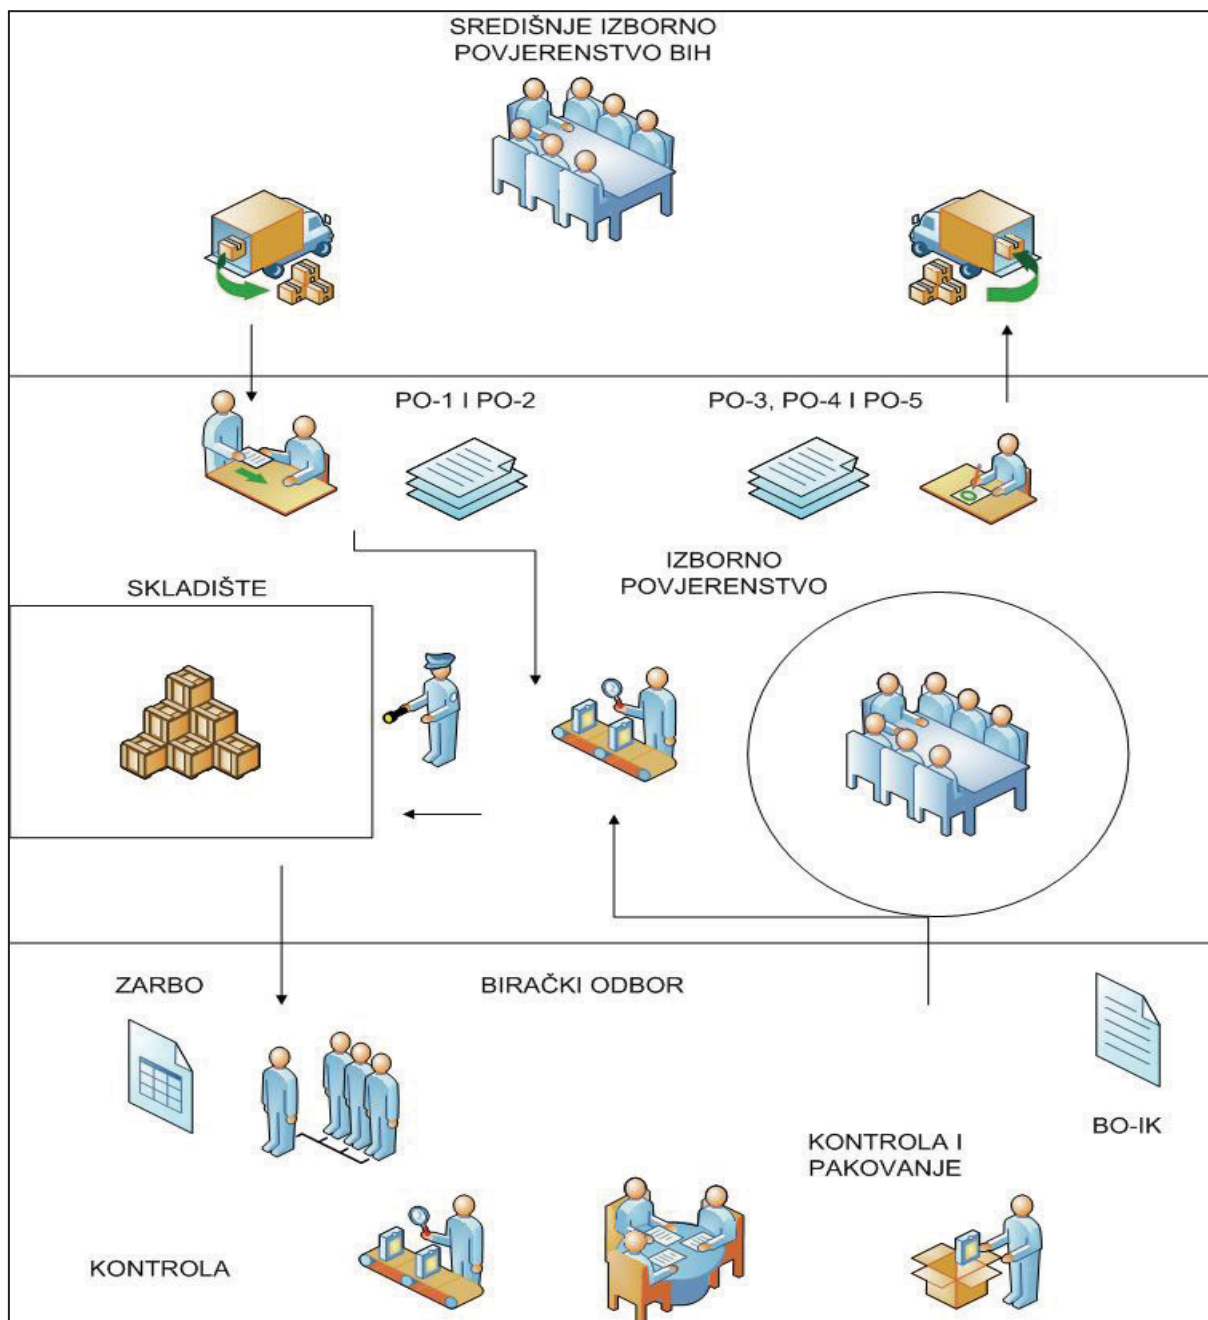 SREDIŠNJE IZBORNO
POVJERENSTVO BIH
PO-1 I PO-2
PO-3, PO-4 I PO-5
IZBORNO
POVJERENSTVO
SKLADIŠTE
ZARBO
BIRAČKI ODBOR
BO-IK
KONTROLA I
PAKOVANJE
KONTROLA